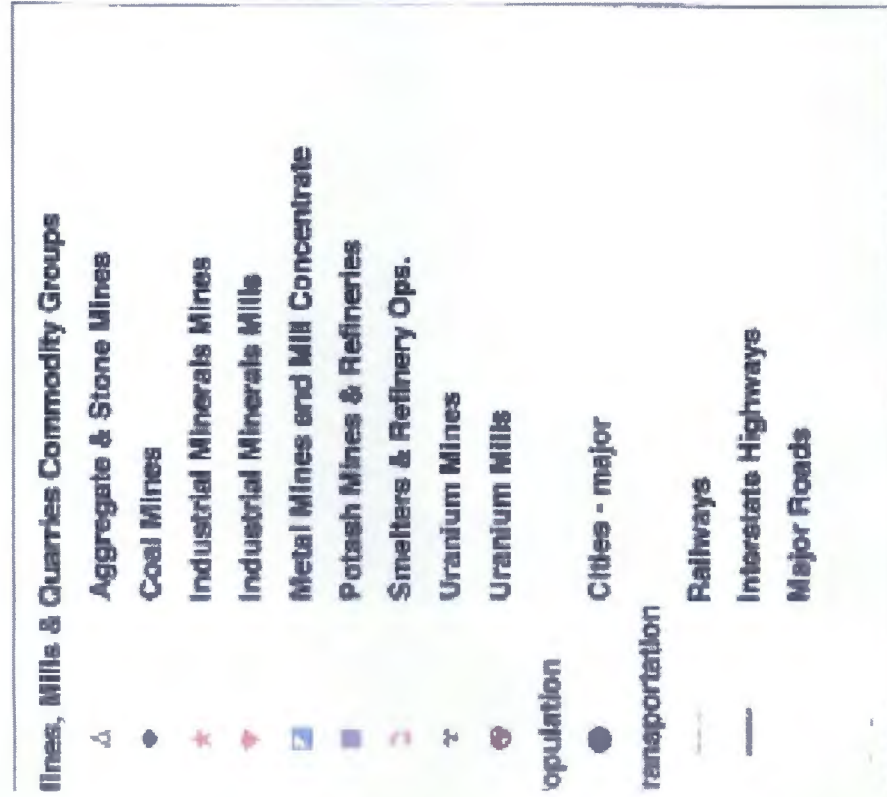 lines, Mills & Quarries Commodity Groups
Aggregate & Stone Mines
Coal Mines
Industrial Minerals Mines
Industrial Minerals Mills
Metal Mines and Mill Concentrate
Potash Mines & Refineries
Smelters & Refinery Ops.
Uranium Mines
Uranium Mills
opulation
Cities - major
ransportation
Railways
Interstate Highways
Major Roads